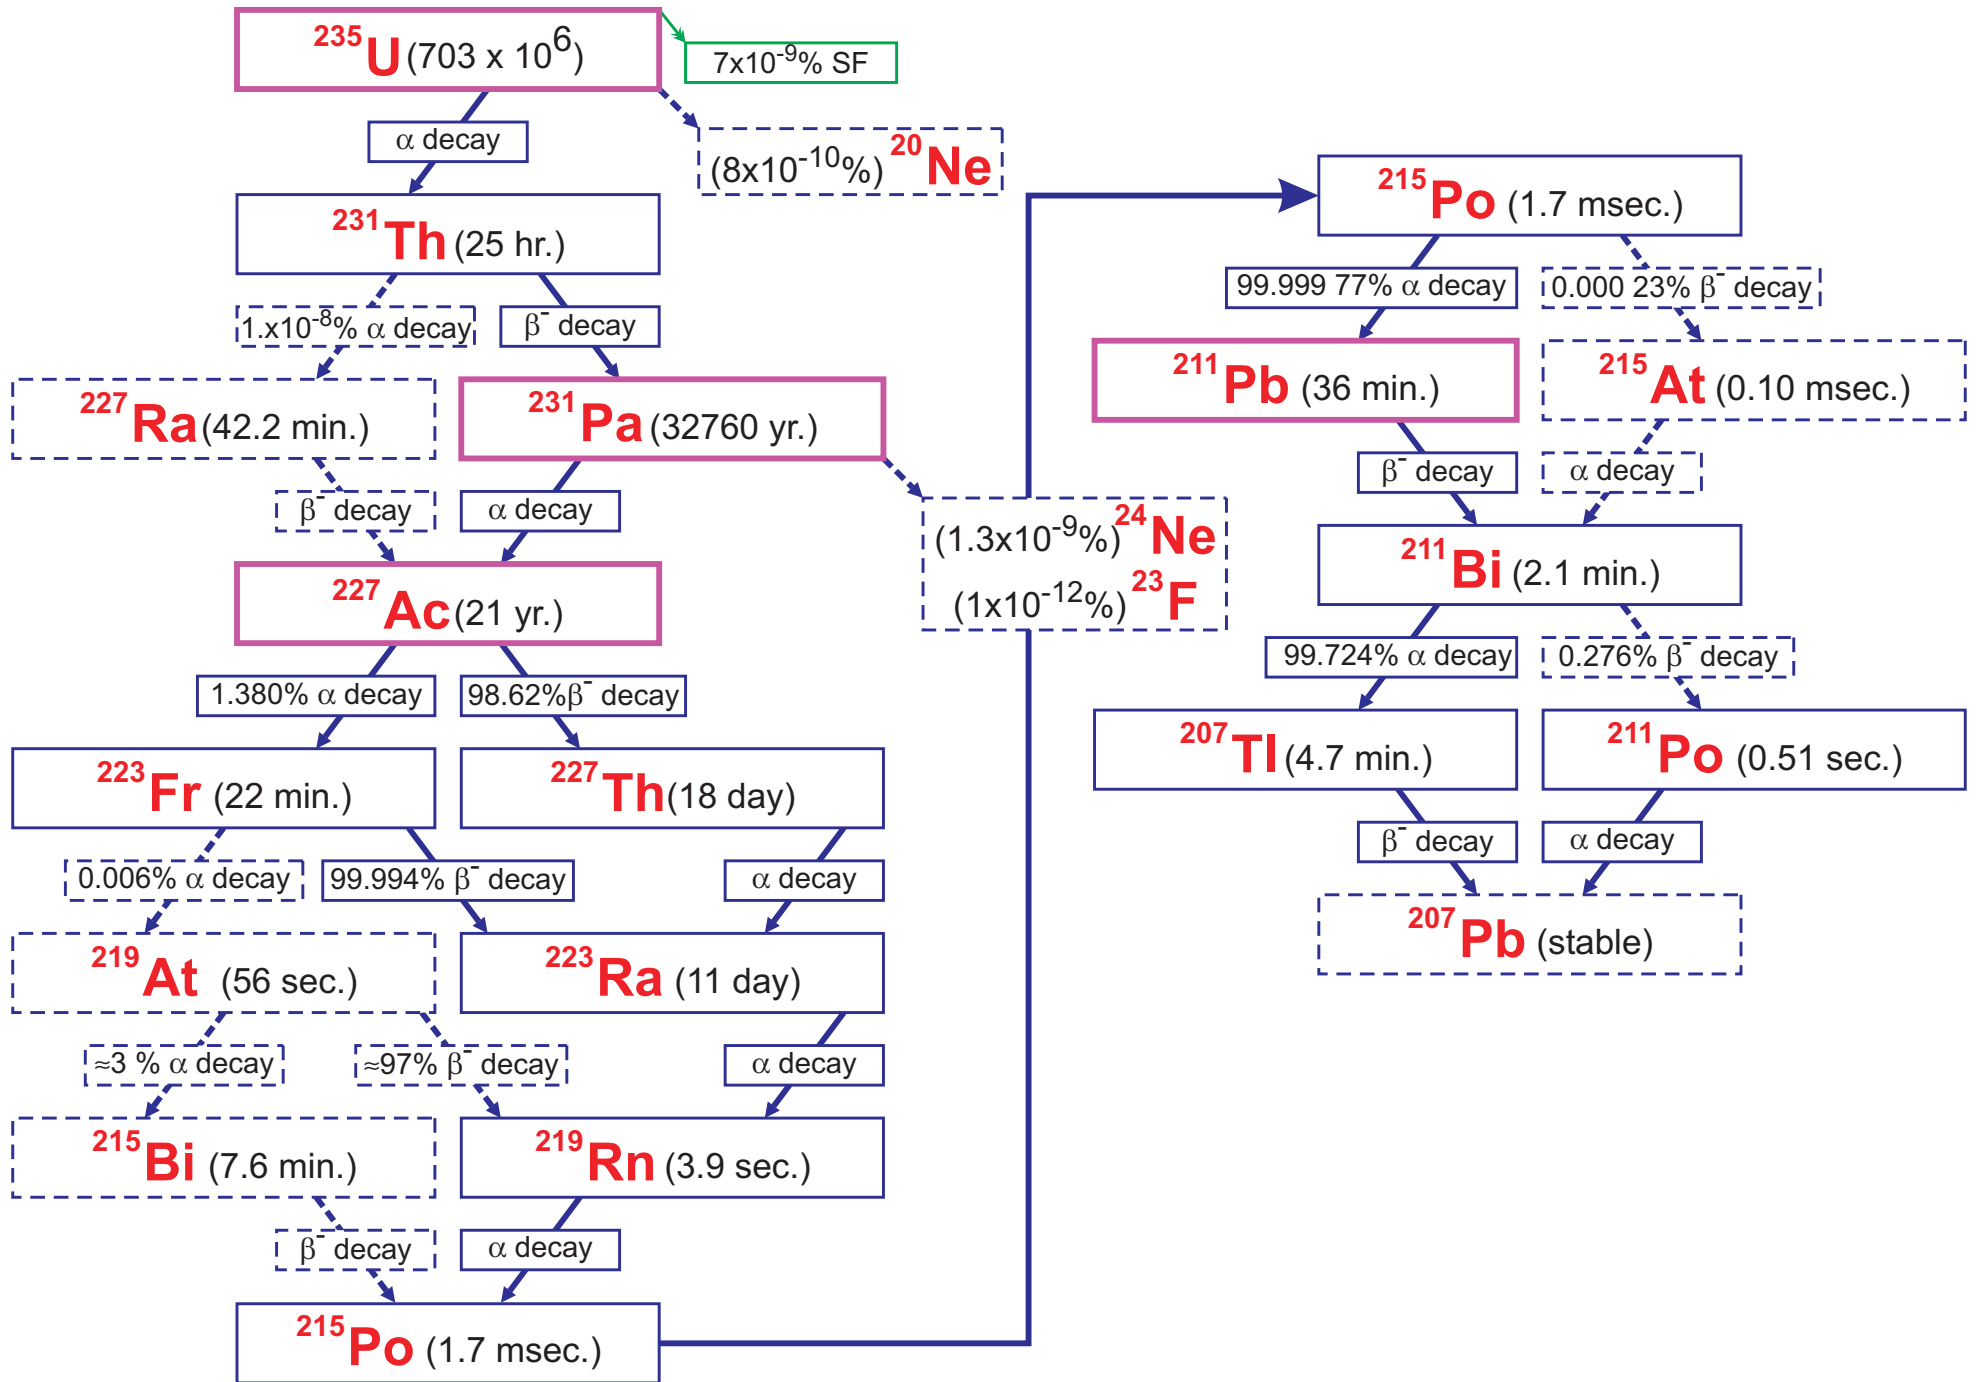 ²³⁵U (703 x 10⁶)
7x10⁻⁹% SF
α decay
(8x10⁻¹⁰%) ²⁰Ne
²³¹Th (25 hr.)
1.x10⁻⁸% α decay
β⁻ decay
²²⁷Ra (42.2 min.)
²³¹Pa (32760 yr.)
β⁻ decay
α decay
(1.3x10⁻⁹%) ²⁴Ne
(1x10⁻¹²%) ²³F
²²⁷Ac (21 yr.)
1.380% α decay
98.62% β⁻ decay
²²³Fr (22 min.)
²²⁷Th (18 day)
0.006% α decay
99.994% β⁻ decay
α decay
²¹⁹At (56 sec.)
²²³Ra (11 day)
≈3 % α decay
≈97% β⁻ decay
α decay
²¹⁵Bi (7.6 min.)
²¹⁹Rn (3.9 sec.)
β⁻ decay
α decay
²¹⁵Po (1.7 msec.)
²¹⁵Po (1.7 msec.)
99.999 77% α decay
0.000 23% β⁻ decay
²¹¹Pb (36 min.)
²¹⁵At (0.10 msec.)
β⁻ decay
α decay
²¹¹Bi (2.1 min.)
99.724% α decay
0.276% β⁻ decay
²⁰⁷Tl (4.7 min.)
²¹¹Po (0.51 sec.)
β⁻ decay
α decay
²⁰⁷Pb (stable)